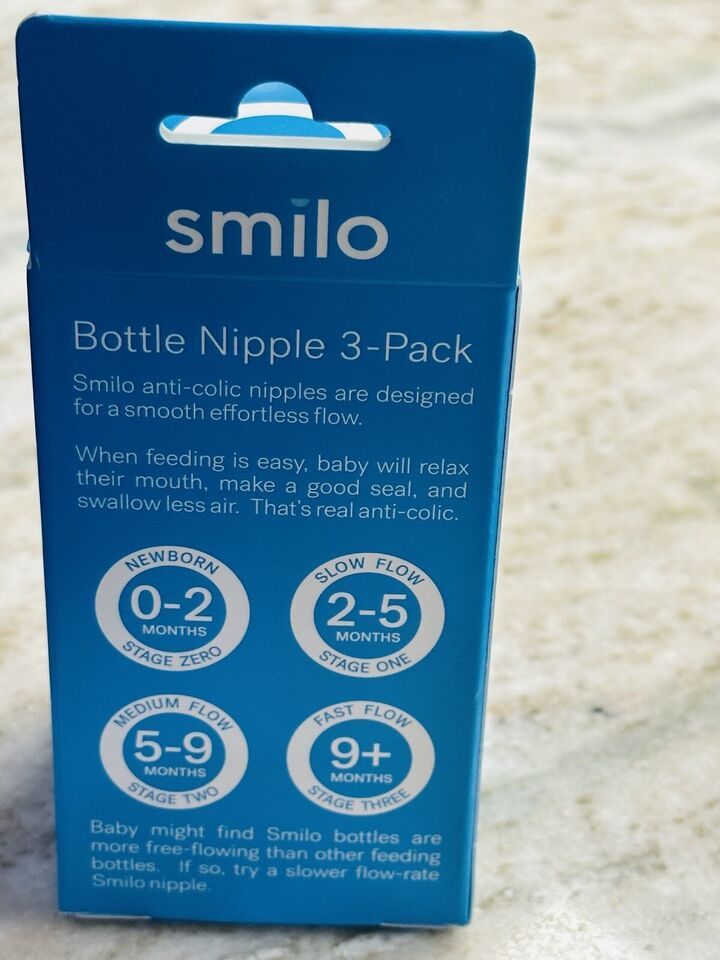 smilo
Bottle Nipple 3-Pack
Smilo anti-colic nipples are designed
for a smooth effortless flow.
When feeding is easy, baby will relax
their mouth, make a good seal, and
swallow less air. That's real anti-colic.
NEWBORN
0-2
MONTHS
STAGE ZERO
SLOW FLOW
2-5
MONTHS
STAGE ONE
MEDIUM FLOW
5-9
MONTHS
STAGE TWO
FAST FLOW
9+
MONTHS
STAGE THREE
Baby might find Smilo bottles are
more free-flowing than other feeding
bottles. If so, try a slower flow-rate
Smilo nipple.